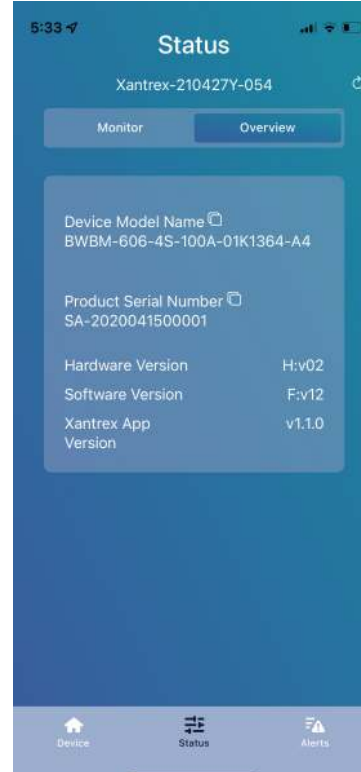 5:33
Status
Xantrex-210427Y-054
Monitor Overview
Device Model Name
BWBM-606-4S-100A-01K1364-A4
Product Serial Number
SA-2020041500001
Hardware Version H:v02
Software Version F:v12
Xantrex App v1.1.0
Version
Device Status Alerts